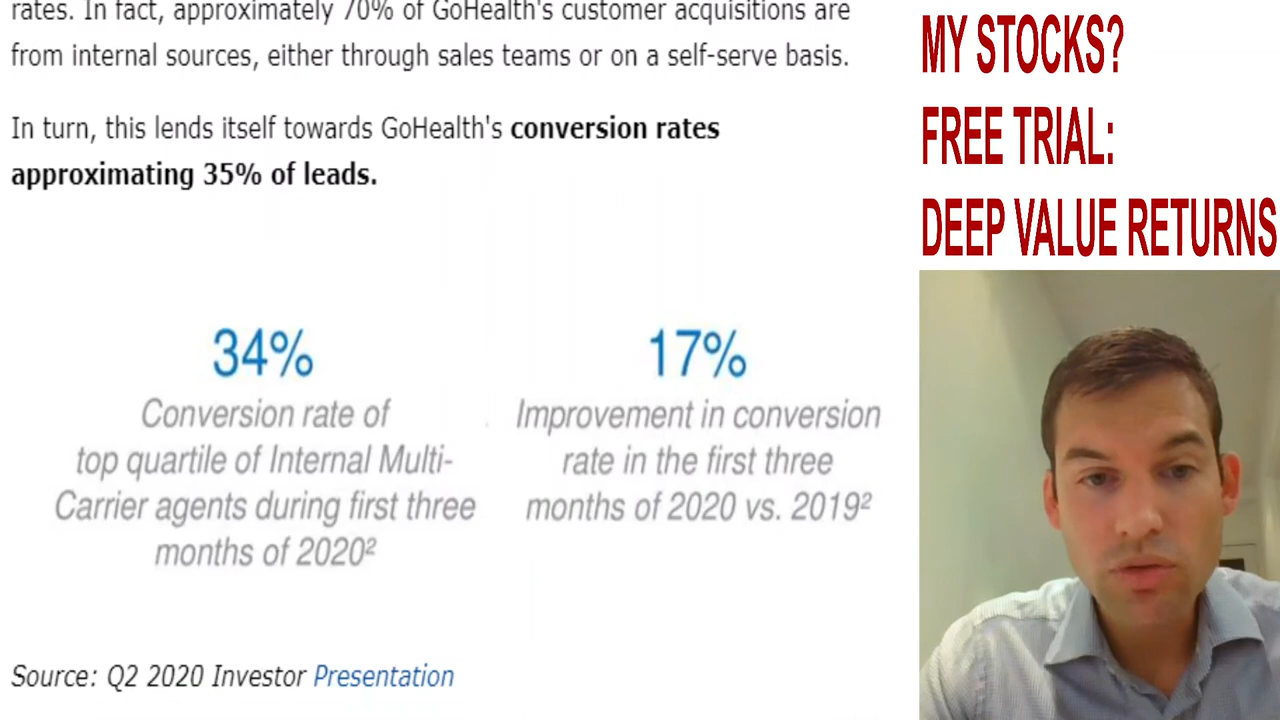 rates. In fact, approximately 70% of GoHealth's customer acquisitions are
from internal sources, either through sales teams or on a self-serve basis.
In turn, this lends itself towards GoHealth's conversion rates
approximating 35% of leads.
34%
Conversion rate of
top quartile of Internal Multi-
Carrier agents during first three
months of 2020²
17%
Improvement in conversion
rate in the first three
months of 2020 vs. 2019²
Source: Q2 2020 Investor Presentation
MY STOCKS?
FREE TRIAL:
DEEP VALUE RETURNS